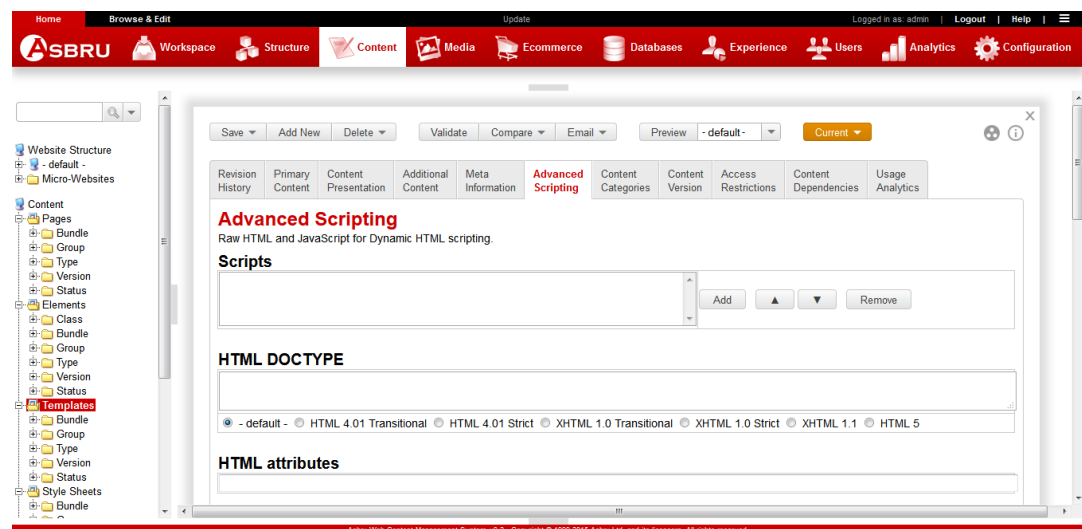 Home Browse & Edit Update Logged in as: admin | Logout | Help |
ASBRU Workspace Structure Content Media Ecommerce Databases Experience Users Analytics Configuration
X
Save Add New Delete Validate Compare Email Preview - default - Current
Website Structure
- default -
Micro-Websites
Content
Pages
Bundle
Group
Type
Version
Status
Elements
Class
Bundle
Group
Type
Version
Status
Templates
Bundle
Group
Type
Version
Status
Style Sheets
Bundle
Revision History Primary Content Content Presentation Additional Content Meta Information Advanced Scripting Content Categories Content Version Access Restrictions Content Dependencies Usage Analytics
Advanced Scripting
Raw HTML and JavaScript for Dynamic HTML scripting.
Scripts
Add ▲ ▼ Remove
HTML DOCTYPE
- default - HTML 4.01 Transitional HTML 4.01 Strict XHTML 1.0 Transitional XHTML 1.0 Strict XHTML 1.1 HTML 5
HTML attributes